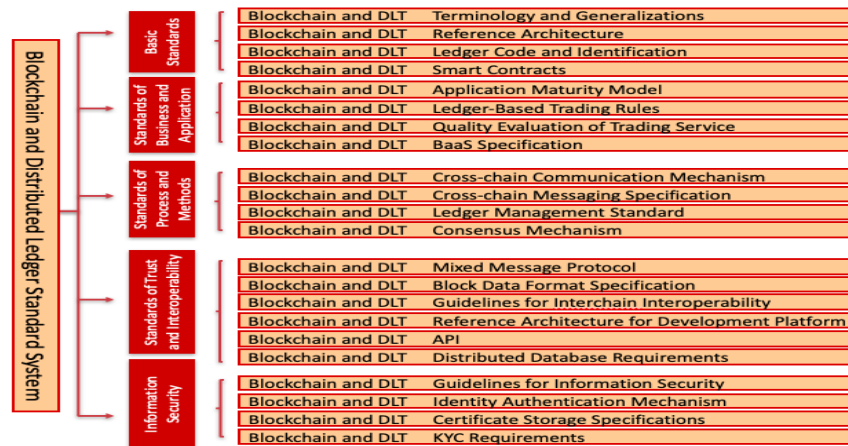 Blockchain and Distributed Ledger Standard System
Basic
Standards
Blockchain and DLT Terminology and Generalizations
Blockchain and DLT Reference Architecture
Blockchain and DLT Ledger Code and Identification
Blockchain and DLT Smart Contracts
Standards of
Business and
Application
Blockchain and DLT Application Maturity Model
Blockchain and DLT Ledger-Based Trading Rules
Blockchain and DLT Quality Evaluation of Trading Service
Blockchain and DLT BaaS Specification
Standards of
Process and
Methods
Blockchain and DLT Cross-chain Communication Mechanism
Blockchain and DLT Cross-chain Messaging Specification
Blockchain and DLT Ledger Management Standard
Blockchain and DLT Consensus Mechanism
Standards of Trust
and Interoperability
Blockchain and DLT Mixed Message Protocol
Blockchain and DLT Block Data Format Specification
Blockchain and DLT Guidelines for Interchain Interoperability
Blockchain and DLT Reference Architecture for Development Platform
Blockchain and DLT API
Blockchain and DLT Distributed Database Requirements
Information
Security
Blockchain and DLT Guidelines for Information Security
Blockchain and DLT Identity Authentication Mechanism
Blockchain and DLT Certificate Storage Specifications
Blockchain and DLT KYC Requirements